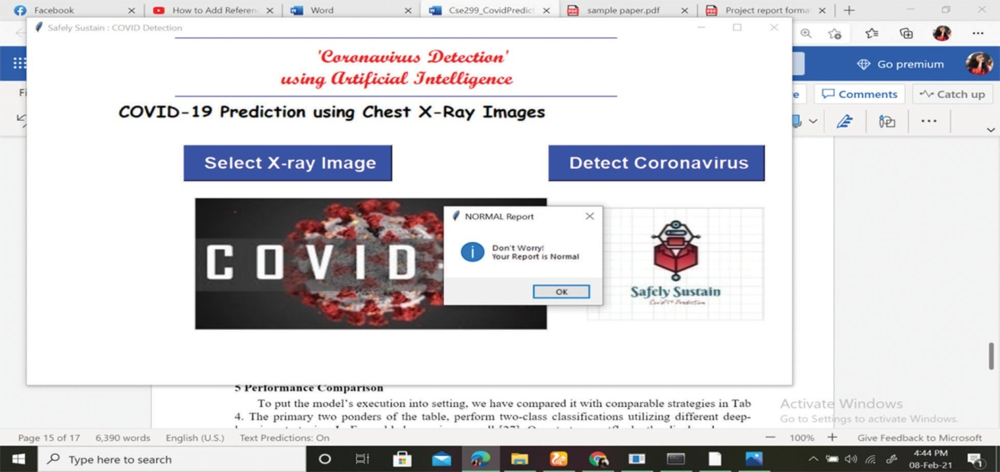 Facebook
How to Add Referen
Word
Cse299_CovidPredict
sample paper.pdf
Project report forma
Safely Sustain : COVID Detection
Go premium
'Coronavirus Detection'
using Artificial Intelligence
Fi
Comments
Catch up
COVID-19 Prediction using Chest X-Ray Images
Select X-ray Image
Detect Coronavirus
COVID-
NORMAL Report
Don't Worry!
Your Report is Normal
OK
Safely Sustain
Covid'19 Prediction
5 Performance Comparison
To put the model's execution into setting, we have compared it with comparable strategies in Tab
4. The primary two ponders of the table, perform two-class classifications utilizing different deep-
Activate Windows
Go to Settings to activate Windows.
Page 15 of 17
6,390 words
English (U.S.)
Text Predictions: On
100%
Give Feedback to Microsoft
Type here to search
4:44 PM
08-Feb-21
1